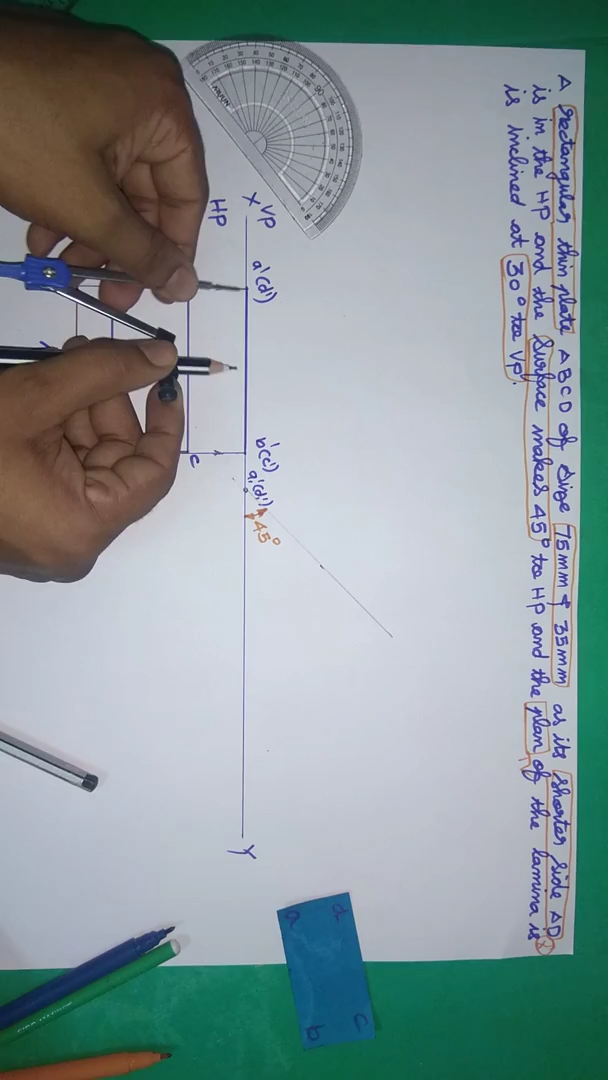 A rectangular thin plate ABCD of size 75mm & 35mm as its shorter side AD
is in the HP and the surface makes 45° to HP and the plan of the lamina is
is inclined at 30° to VP.
X VP
HP
a'(d')
b'(c')
a'(d')
45°
c
Y
d
c
a
b